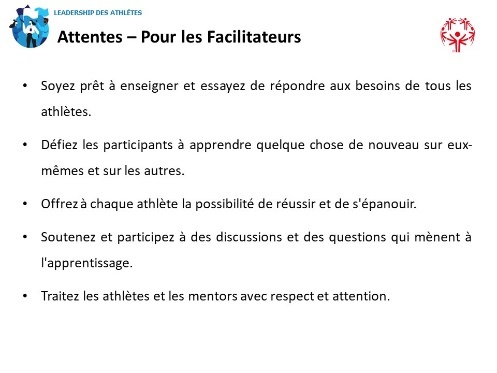 LEADERSHIP DES ATHLÈTES
Attentes – Pour les Facilitateurs
• Soyez prêt à enseigner et essayez de répondre aux besoins de tous les
athlètes.
• Défiez les participants à apprendre quelque chose de nouveau sur eux-
mêmes et sur les autres.
• Offrez à chaque athlète la possibilité de réussir et de s'épanouir.
• Soutenez et participez à des discussions et des questions qui mènent à
l'apprentissage.
• Traitez les athlètes et les mentors avec respect et attention.